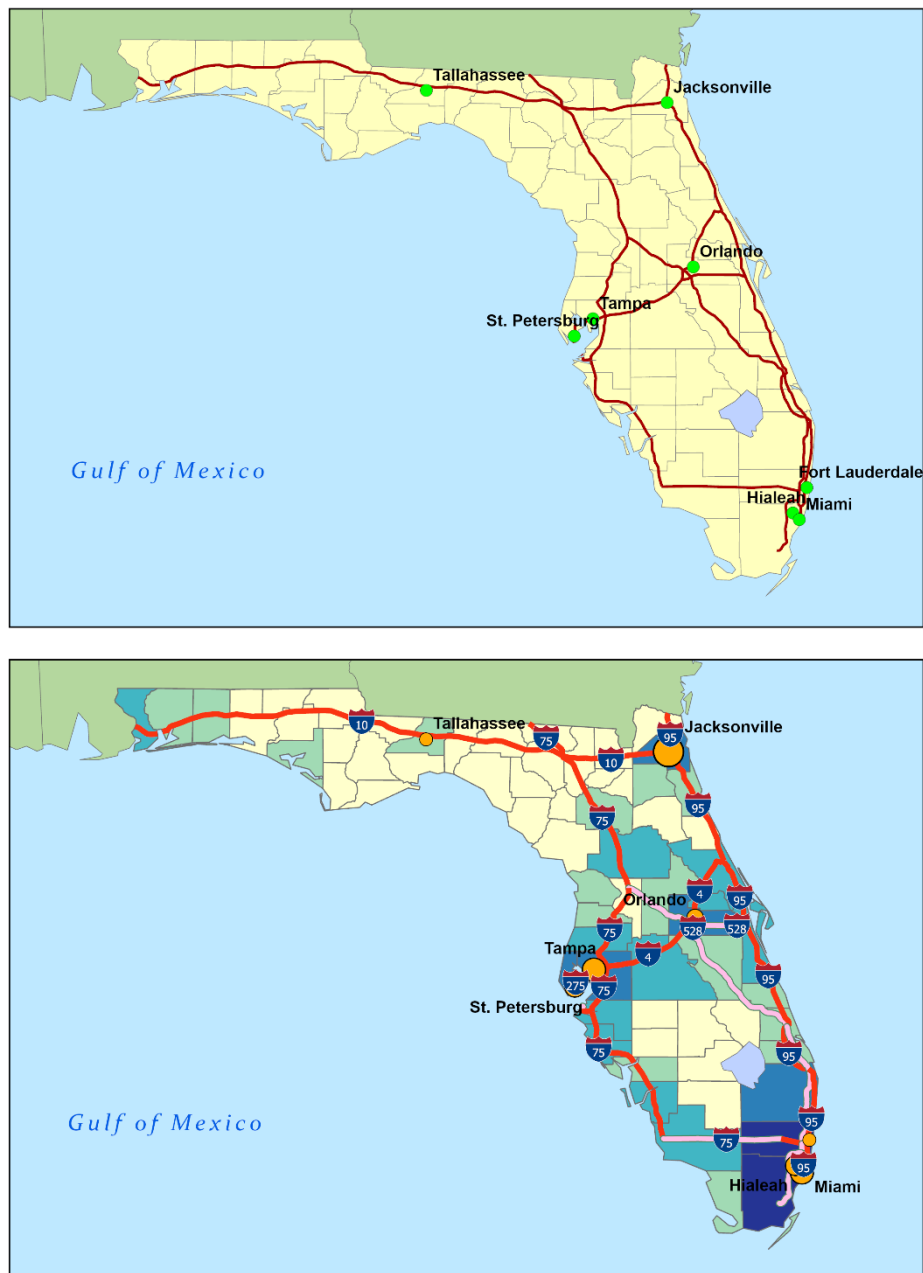 Tallahassee
Jacksonville
Orlando
Tampa
St. Petersburg
Gulf of Mexico
Fort Lauderdale
Hialeah
Miami
Tallahassee
10
75
95
Jacksonville
10
95
75
4
95
Orlando
75
528
528
Tampa
4
95
275
75
St. Petersburg
75
95
Gulf of Mexico
95
75
95
Hialeah
Miami